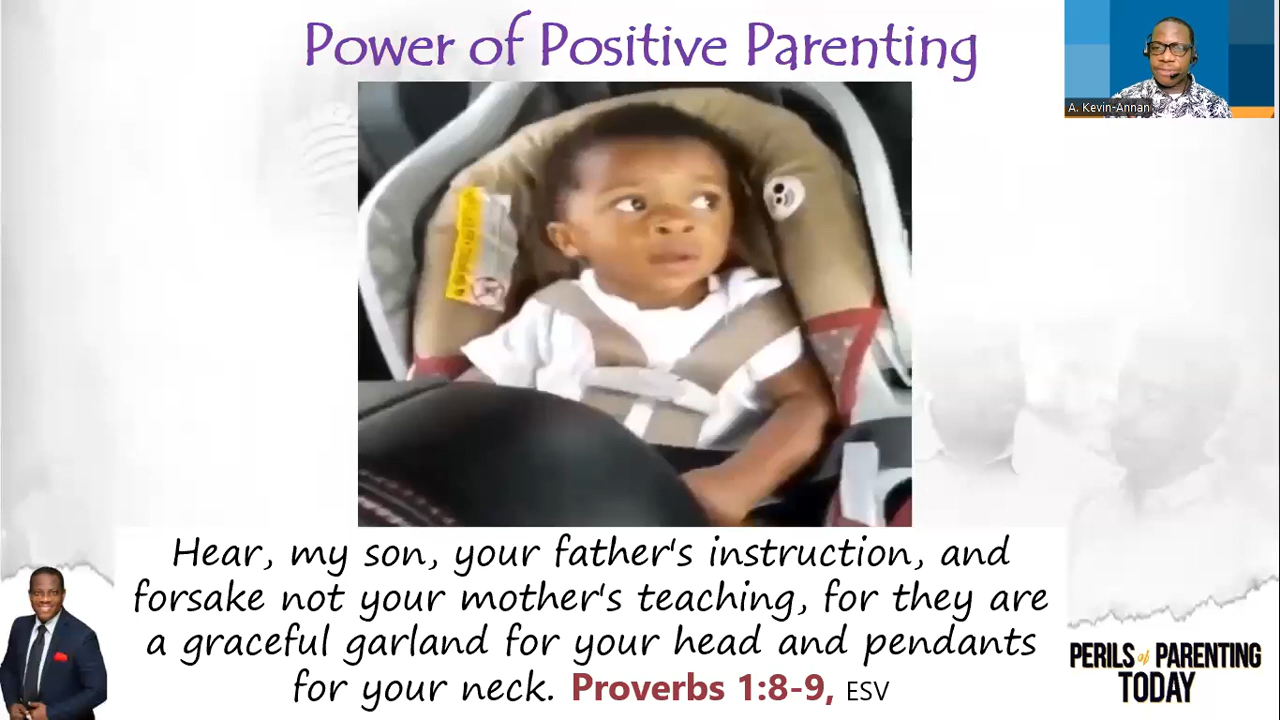 Power of Positive Parenting
A. Kevin-Annan
Hear, my son, your father's instruction, and
forsake not your mother's teaching, for they are
a graceful garland for your head and pendants
for your neck. Proverbs 1:8-9, ESV
PERILS of PARENTING
TODAY